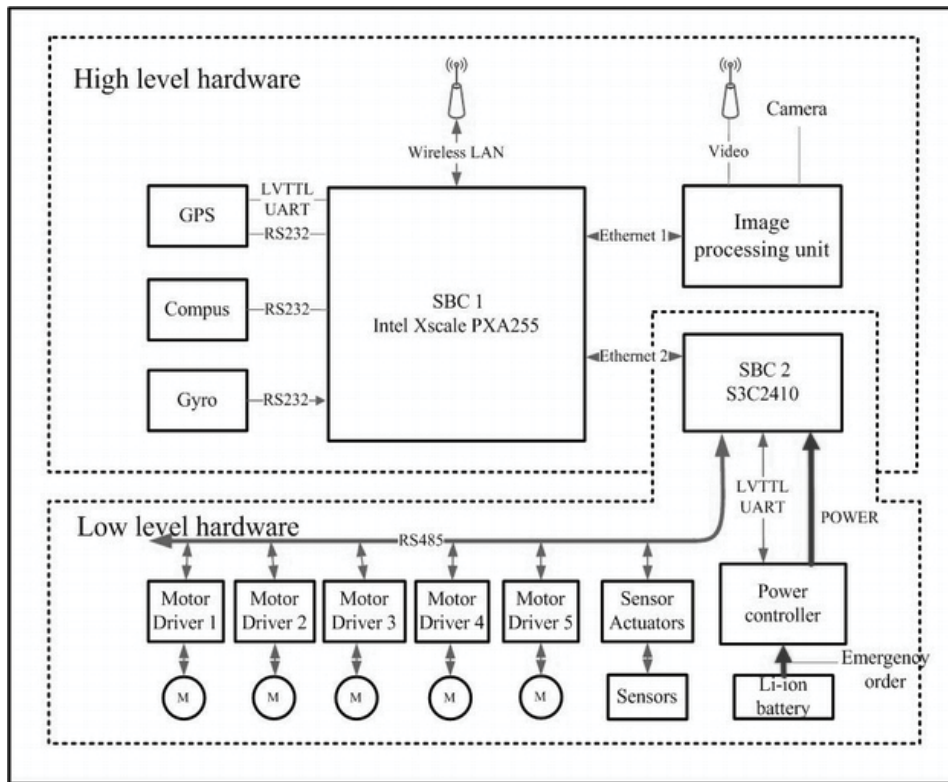 High level hardware
Camera
Wireless LAN
Video
LVTTL
UART
GPS
RS232
Image
processing unit
Ethernet 1
SBC 1
Intel Xscale PXA255
Compus
RS232
Ethernet 2
SBC 2
S3C2410
Gyro
RS232
LVTTL
UART
POWER
Low level hardware
RS485
Motor
Driver 1
Motor
Driver 2
Motor
Driver 3
Motor
Driver 4
Motor
Driver 5
Sensor
Actuators
Power
controller
Emergency
order
M
M
M
M
M
Sensors
Li-ion
battery